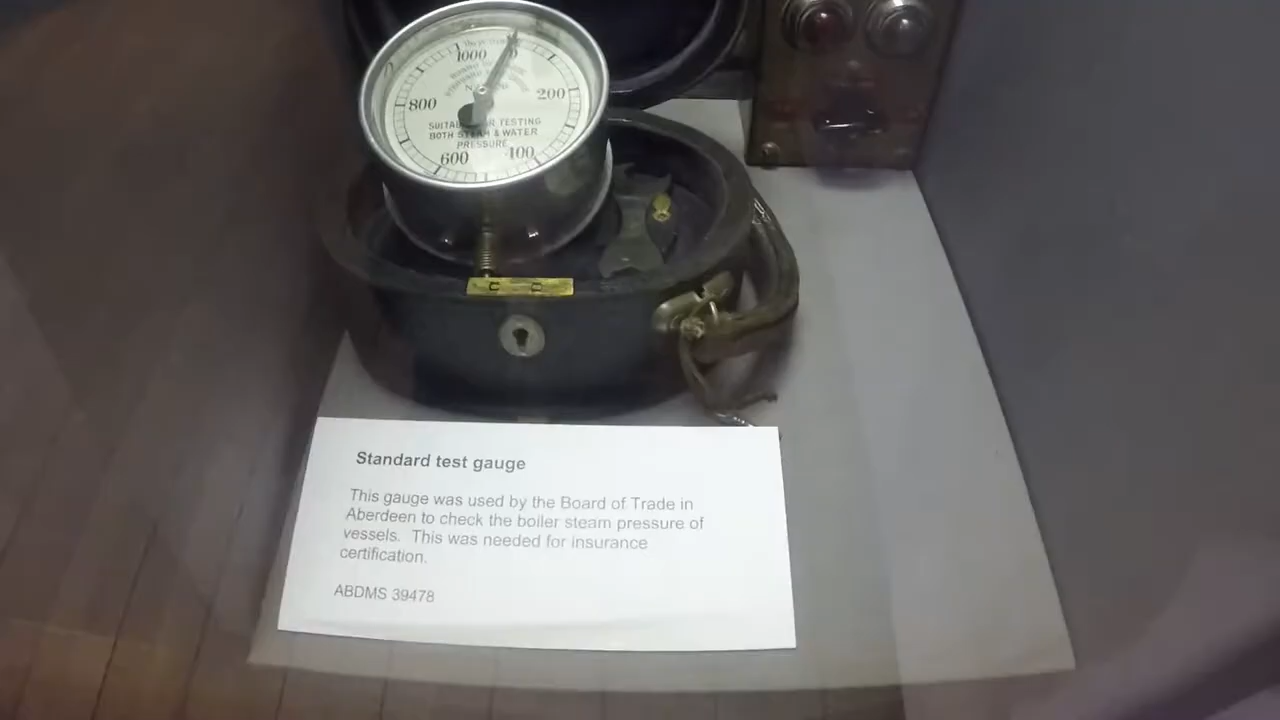 1000
800
200
SUITABLE FOR TESTING
BOTH STEAM & WATER
PRESSURE
600
400
Standard test gauge
This gauge was used by the Board of Trade in
Aberdeen to check the boiler steam pressure of
vessels. This was needed for insurance
certification.
ABDMS 39478